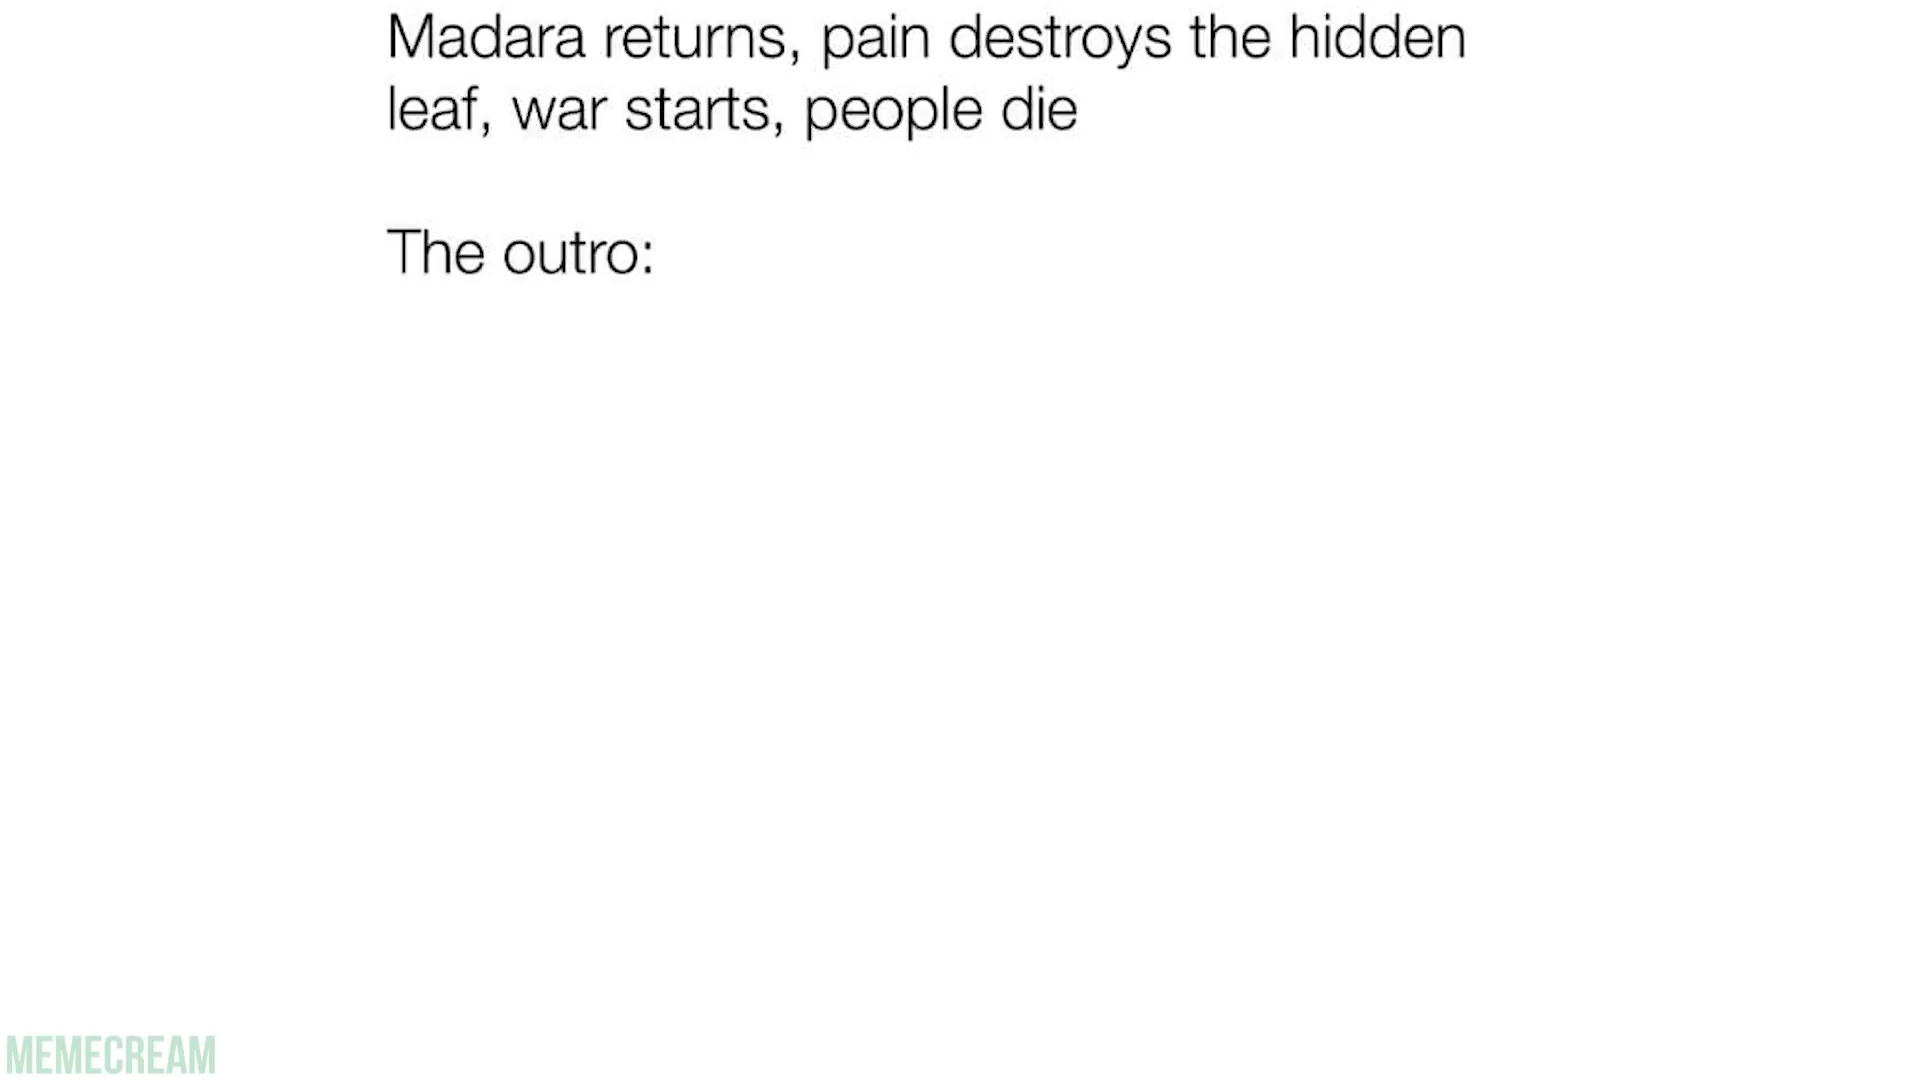 Madara returns, pain destroys the hidden
leaf, war starts, people die
The outro:
MEMECREAM